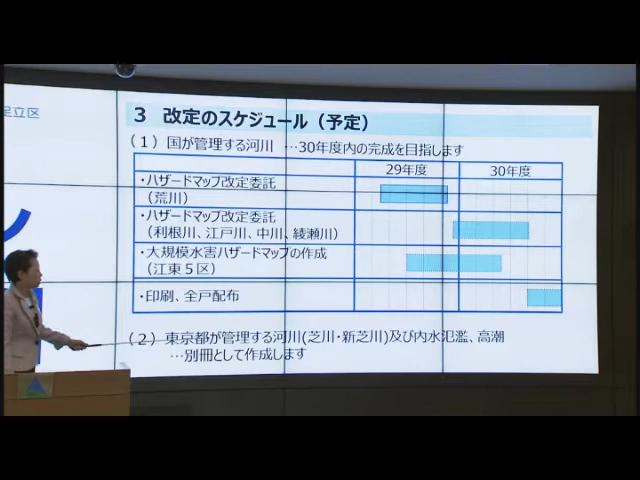 足立区
3 改定のスケジュール（予定）
（１）国が管理する河川 …30年度内の完成を目指します
29年度 30年度
・ハザードマップ改定委託
（荒川）
・ハザードマップ改定委託
（利根川、江戸川、中川、綾瀬川）
・大規模水害ハザードマップの作成
（江東５区）
・印刷、全戸配布
（２）東京都が管理する河川(芝川・新芝川)及び内水氾濫、高潮
…別冊として作成します